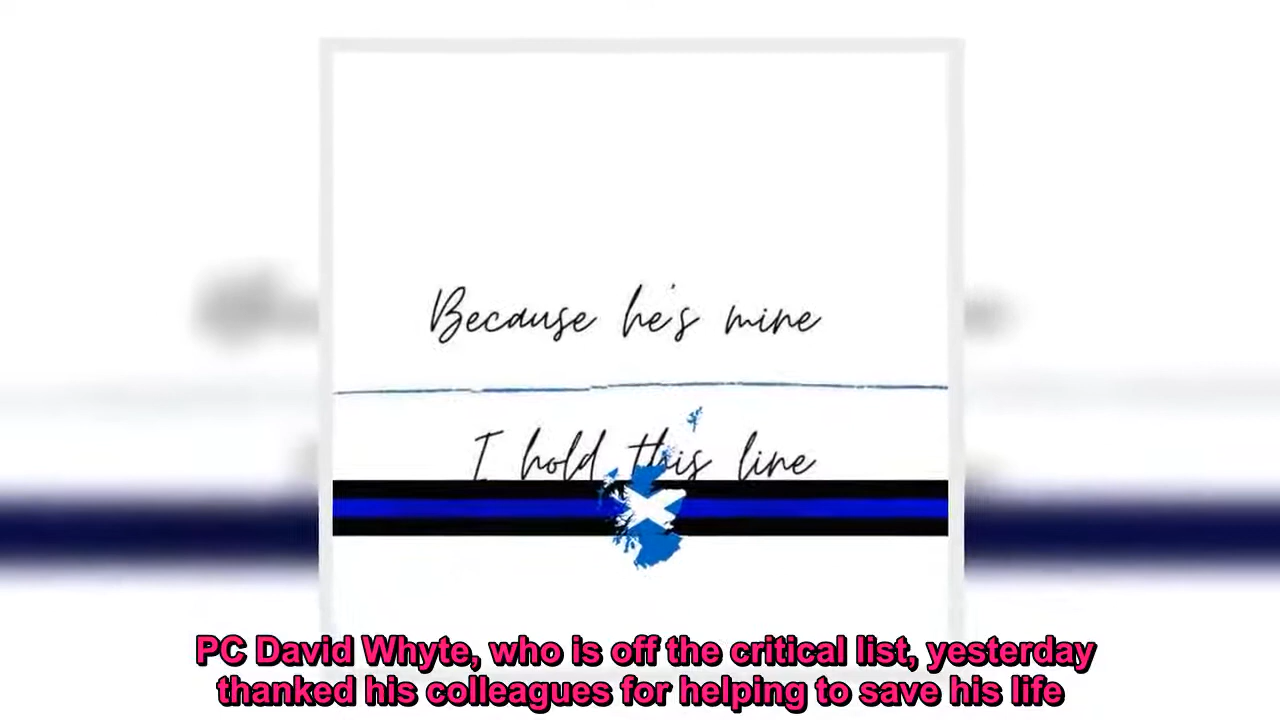 Because he's mine
I hold this line
PC David Whyte, who is off the critical list, yesterday
thanked his colleagues for helping to save his life